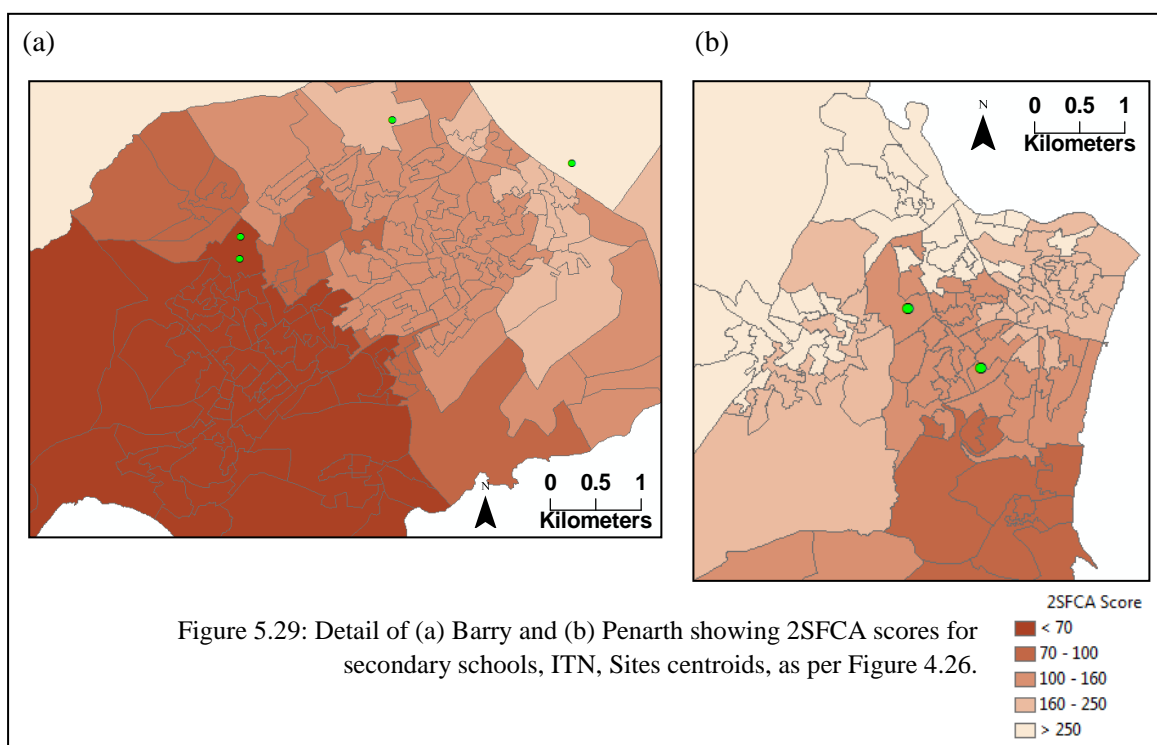 (a)
(b)
N
0 0.5 1
Kilometers
N
0 0.5 1
Kilometers
Figure 5.29: Detail of (a) Barry and (b) Penarth showing 2SFCA scores for
secondary schools, ITN, Sites centroids, as per Figure 4.26.
2SFCA Score
< 70
70 - 100
100 - 160
160 - 250
> 250